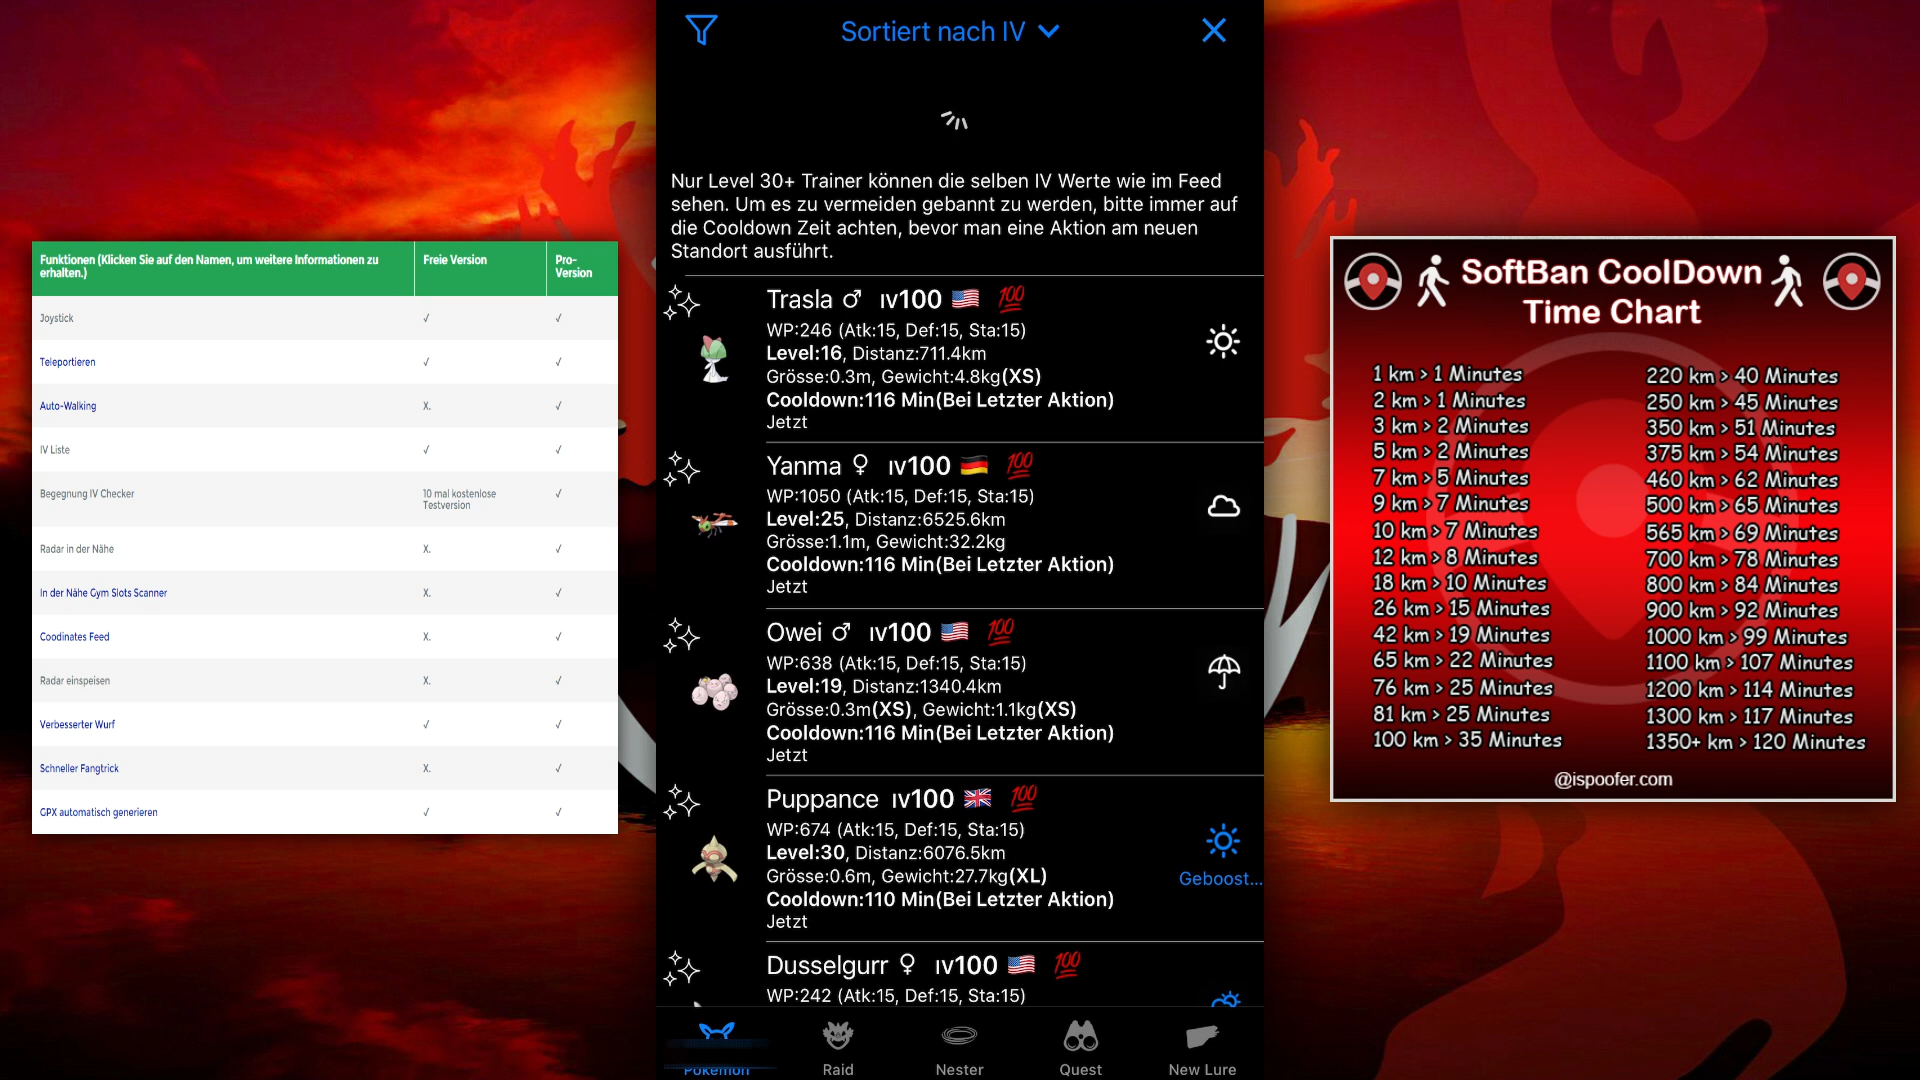 Funktionen (Klicken Sie auf den Namen, um weitere Informationen zu erhalten.) Freie Version Pro-Version
Joystick √ √
Teleportieren √ √
Auto-Walking X. √
IV Liste √ √
Begegnung IV Checker 10 mal kostenlose Testversion √
Radar in der Nähe X. √
In der Nähe Gym Slots Scanner X. √
Coodinates Feed X. √
Radar einspeisen X. √
Verbesserter Wurf √ √
Schneller Fangtrick X. √
GPX automatisch generieren √ √
Sortiert nach IV
Nur Level 30+ Trainer können die selben IV Werte wie im Feed
sehen. Um es zu vermeiden gebannt zu werden, bitte immer auf
die Cooldown Zeit achten, bevor man eine Aktion am neuen
Standort ausführt.
Trasla ♂ IV100 🇺🇸 💯
WP:246 (Atk:15, Def:15, Sta:15)
Level:16, Distanz:711.4km
Grösse:0.3m, Gewicht:4.8kg(XS)
Cooldown:116 Min(Bei Letzter Aktion)
Jetzt
Yanma ♀ IV100 🇩🇪 💯
WP:1050 (Atk:15, Def:15, Sta:15)
Level:25, Distanz:6525.6km
Grösse:1.1m, Gewicht:32.2kg
Cooldown:116 Min(Bei Letzter Aktion)
Jetzt
Owei ♂ IV100 🇺🇸 💯
WP:638 (Atk:15, Def:15, Sta:15)
Level:19, Distanz:1340.4km
Grösse:0.3m(XS), Gewicht:1.1kg(XS)
Cooldown:116 Min(Bei Letzter Aktion)
Jetzt
Puppance IV100 🇬🇧 💯
WP:674 (Atk:15, Def:15, Sta:15)
Level:30, Distanz:6076.5km
Grösse:0.6m, Gewicht:27.7kg(XL)
Cooldown:110 Min(Bei Letzter Aktion)
Jetzt
Geboost...
Dusselgurr ♀ IV100 🇺🇸 💯
WP:242 (Atk:15, Def:15, Sta:15)
Pokemon Raid Nester Quest New Lure
SoftBan CoolDown
Time Chart
1 km > 1 Minutes
2 km > 1 Minutes
3 km > 2 Minutes
5 km > 2 Minutes
7 km > 5 Minutes
9 km > 7 Minutes
10 km > 7 Minutes
12 km > 8 Minutes
18 km > 10 Minutes
26 km > 15 Minutes
42 km > 19 Minutes
65 km > 22 Minutes
76 km > 25 Minutes
81 km > 25 Minutes
100 km > 35 Minutes
220 km > 40 Minutes
250 km > 45 Minutes
350 km > 51 Minutes
375 km > 54 Minutes
460 km > 62 Minutes
500 km > 65 Minutes
565 km > 69 Minutes
700 km > 78 Minutes
800 km > 84 Minutes
900 km > 92 Minutes
1000 km > 99 Minutes
1100 km > 107 Minutes
1200 km > 114 Minutes
1300 km > 117 Minutes
1350+ km > 120 Minutes
@ispoofer.com